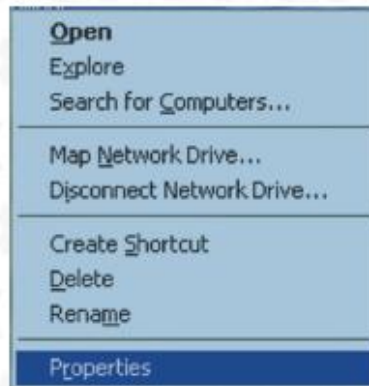 Open
Explore
Search for Computers...
Map Network Drive...
Disconnect Network Drive...
Create Shortcut
Delete
Rename
Properties